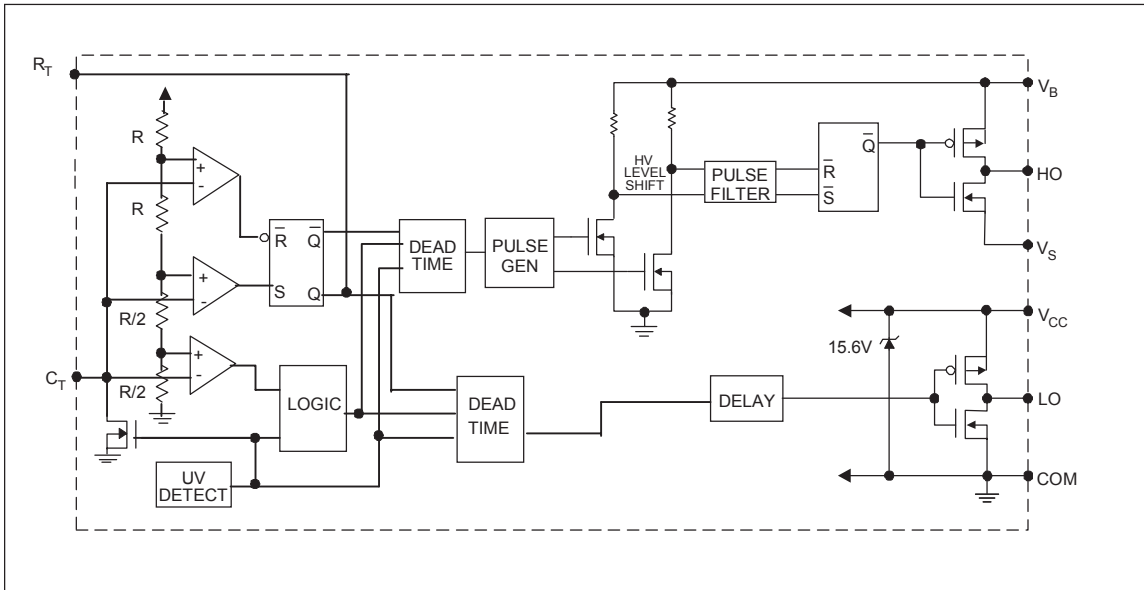 R_T
V_B
R
+
-
HV
LEVEL
SHIFT
PULSE
FILTER
R̅
S̅
Q̅
HO
R
R̅
Q̅
S
Q
DEAD
TIME
PULSE
GEN
V_S
+
-
R/2
V_CC
15.6V
+
-
C_T
R/2
LOGIC
DEAD
TIME
DELAY
LO
UV
DETECT
COM